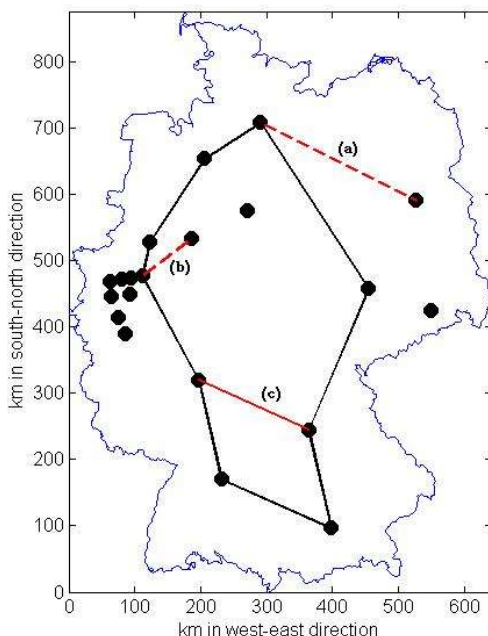 800
700
600
500
400
300
200
100
0
km in south-north direction
(a)
(b)
(c)
0 100 200 300 400 500 600
km in west-east direction